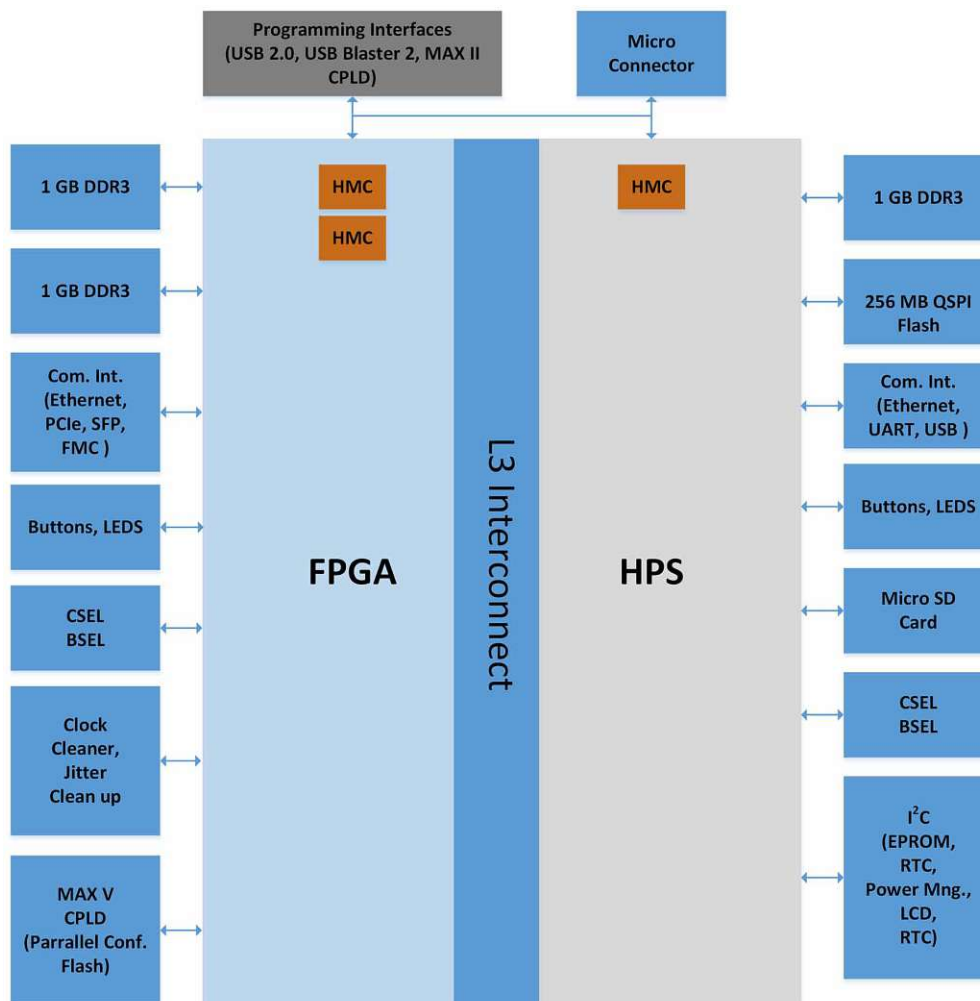 Programming Interfaces
(USB 2.0, USB Blaster 2, MAX II
CPLD)
Micro
Connector
1 GB DDR3
1 GB DDR3
Com. Int.
(Ethernet,
PCIe, SFP,
FMC )
Buttons, LEDS
CSEL
BSEL
Clock
Cleaner,
Jitter
Clean up
MAX V
CPLD
(Parrallel Conf.
Flash)
HMC
HMC
FPGA
L3 Interconnect
HMC
HPS
1 GB DDR3
256 MB QSPI
Flash
Com. Int.
(Ethernet,
UART, USB )
Buttons, LEDS
Micro SD
Card
CSEL
BSEL
I²C
(EPROM,
RTC,
Power Mng.,
LCD,
RTC)